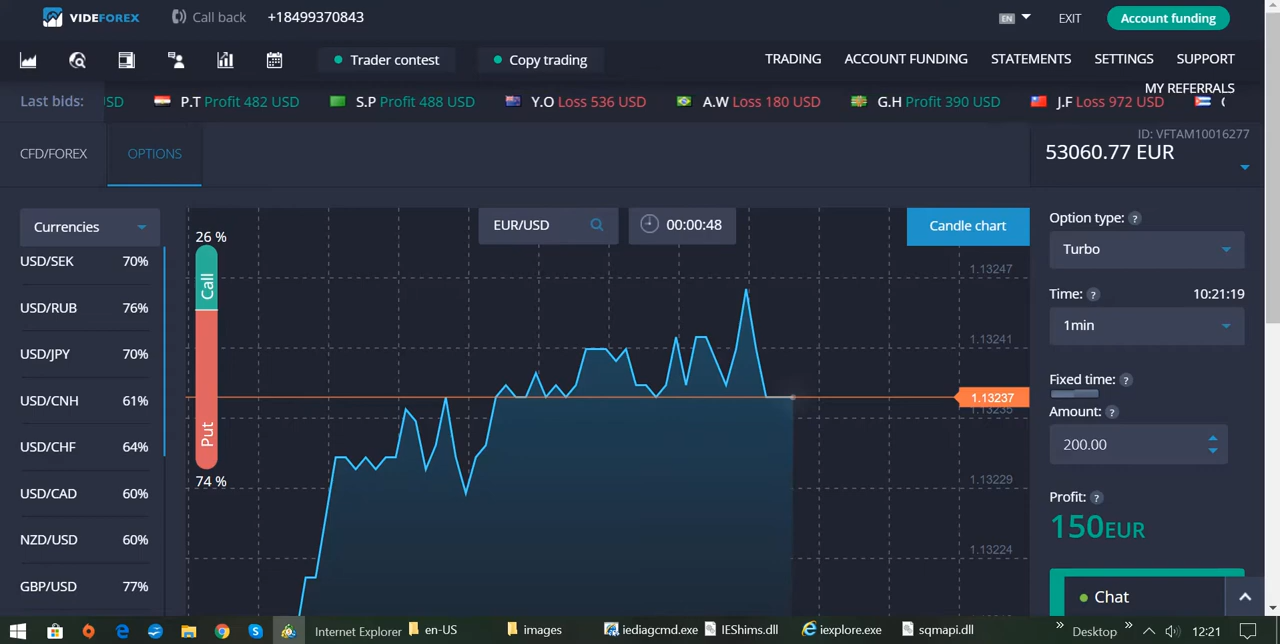 VIDEFOREX
Call back
+18499370843
EN
EXIT
Account funding
Trader contest
Copy trading
TRADING
ACCOUNT FUNDING
STATEMENTS
SETTINGS
SUPPORT
MY REFERRALS
Last bids:
USD
P.T Profit 482 USD
S.P Profit 488 USD
Y.O Loss 536 USD
A.W Loss 180 USD
G.H Profit 390 USD
J.F Loss 972 USD
CFD/FOREX
OPTIONS
ID: VFTAM10016277
53060.77 EUR
Currencies
USD/SEK 70%
USD/RUB 76%
USD/JPY 70%
USD/CNH 61%
USD/CHF 64%
USD/CAD 60%
NZD/USD 60%
GBP/USD 77%
26 %
Call
Put
74 %
EUR/USD
00:00:48
Candle chart
1.13247
1.13241
1.13237
1.13235
1.13229
1.13224
Option type: ?
Turbo
Time: ? 10:21:19
1min
Fixed time: ?
Amount: ?
200.00
Profit: ?
150EUR
Chat
Internet Explorer
en-US
images
iediagcmd.exe
IEShims.dll
iexplore.exe
sqmapi.dll
Desktop
12:21